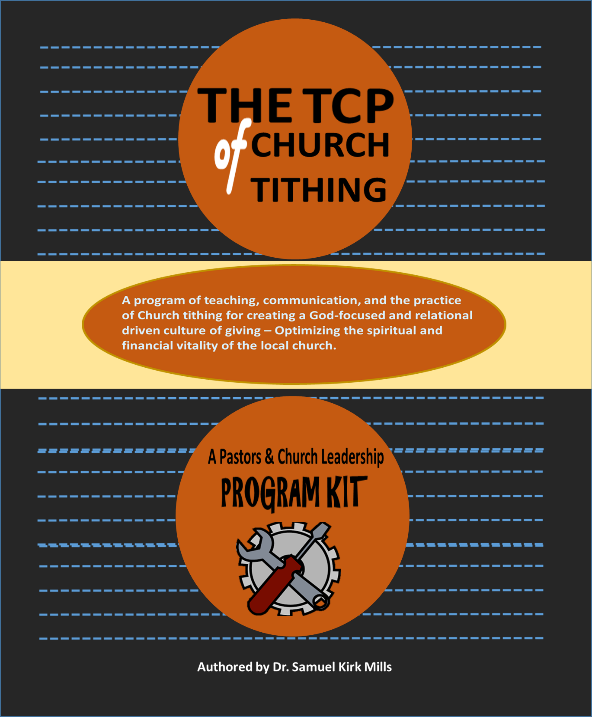 THE TCP
of CHURCH
TITHING
A program of teaching, communication, and the practice
of Church tithing for creating a God-focused and relational
driven culture of giving – Optimizing the spiritual and
financial vitality of the local church.
A Pastors & Church Leadership
PROGRAM KIT
Authored by Dr. Samuel Kirk Mills